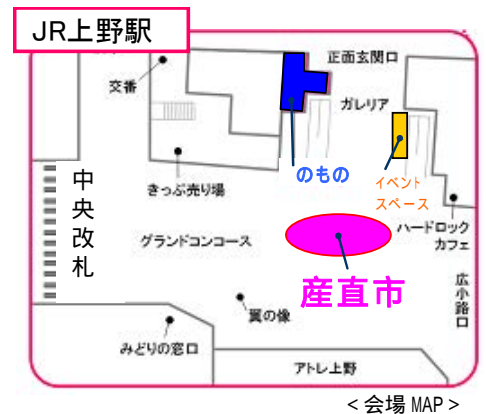 JR上野駅
正面玄関口
交番
ガレリア
のもの
イベント
スペース
きっぷ売り場
中
央
改
札
グランドコンコース
ハードロック
カフェ
産直市
広
小
路
口
翼の像
みどりの窓口
アトレ上野
<会場 MAP>